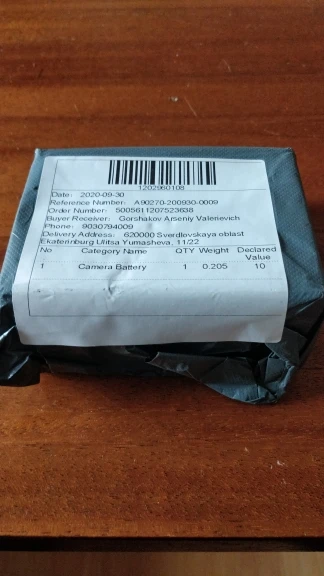 1202960108
Date: 2020-09-30
Reference Number: A90270-200930-0009
Order Number: 5005611207523638
Buyer Receiver: Gorshakov Arseniy Valerievich
Phone: 9030794009
Delivery Address: 620000 Sverdlovskaya oblast
Ekaterinburg Ulitsa Yumasheva, 11/22
No Category Name QTY Weight Declared Value
1 Camera Battery 1 0.205 10